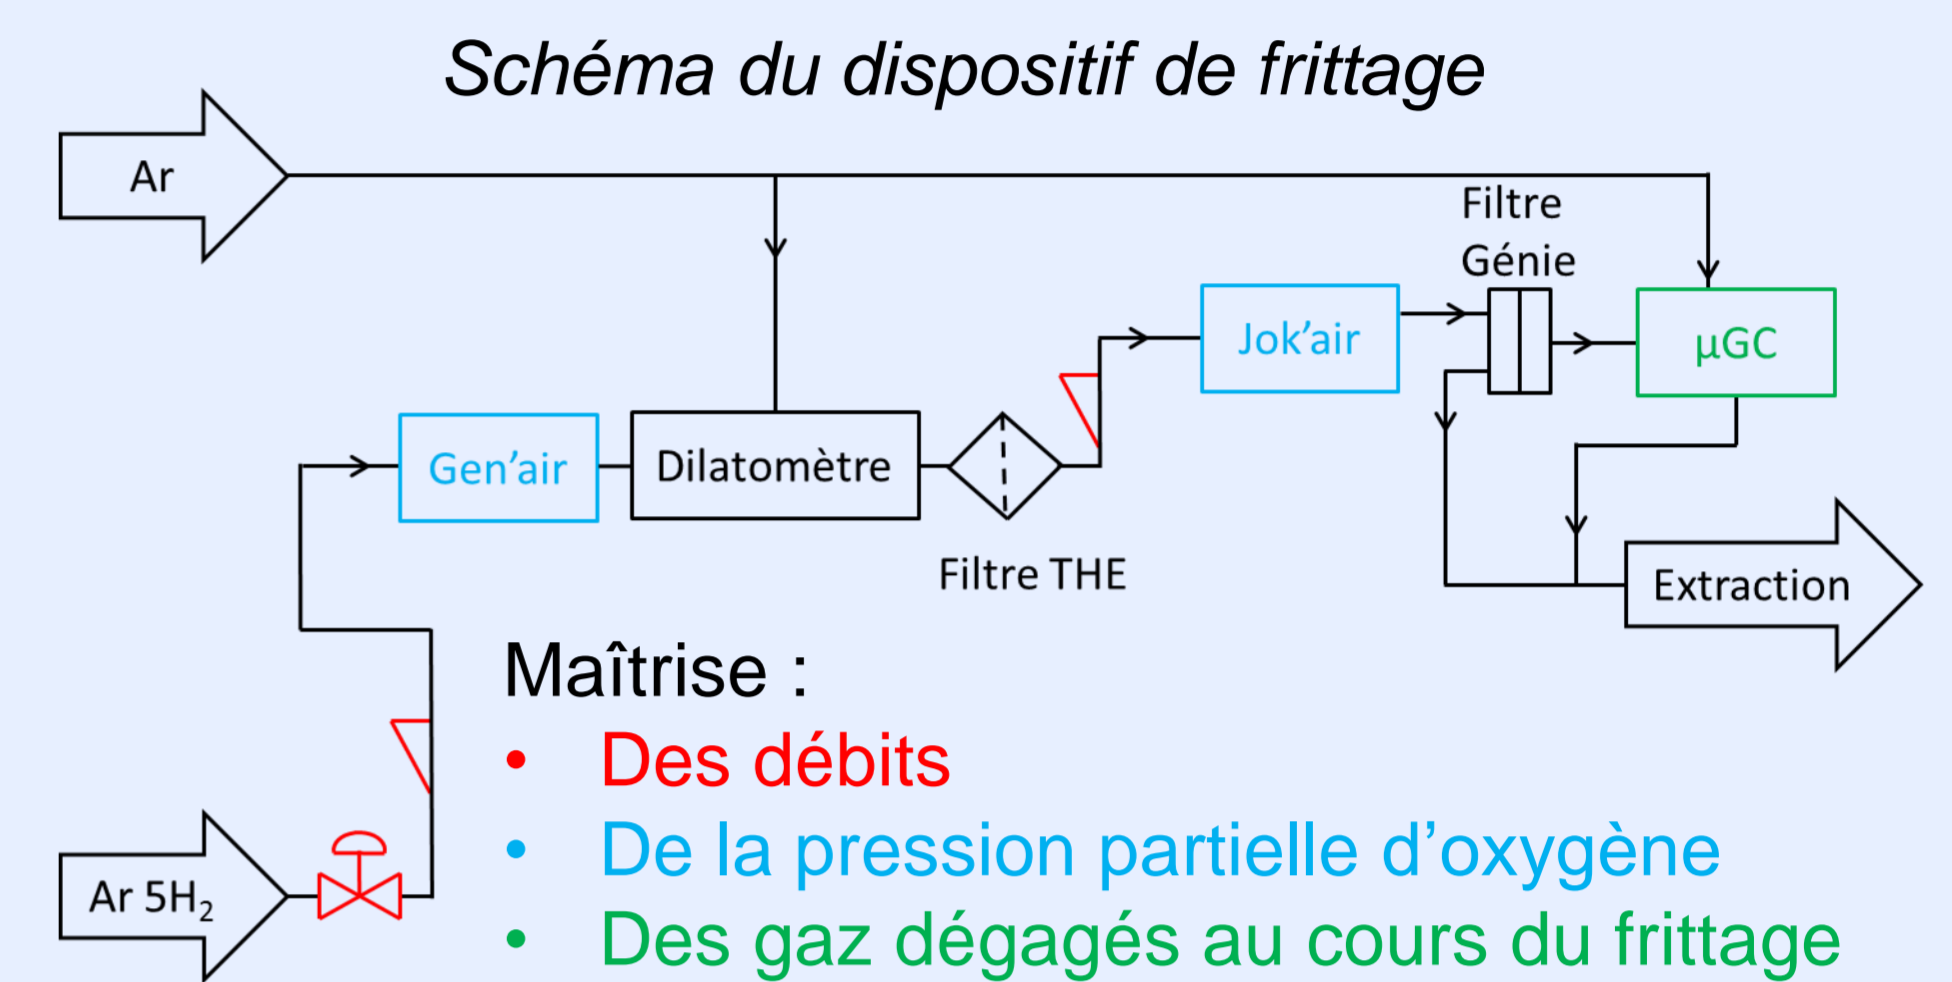 Schéma du dispositif de frittage
Ar
Filtre
Génie
Jok’air
µGC
Gen’air
Dilatomètre
Filtre THE
Extraction
Maîtrise :
• Des débits
• De la pression partielle d’oxygène
Ar 5H₂
• Des gaz dégagés au cours du frittage